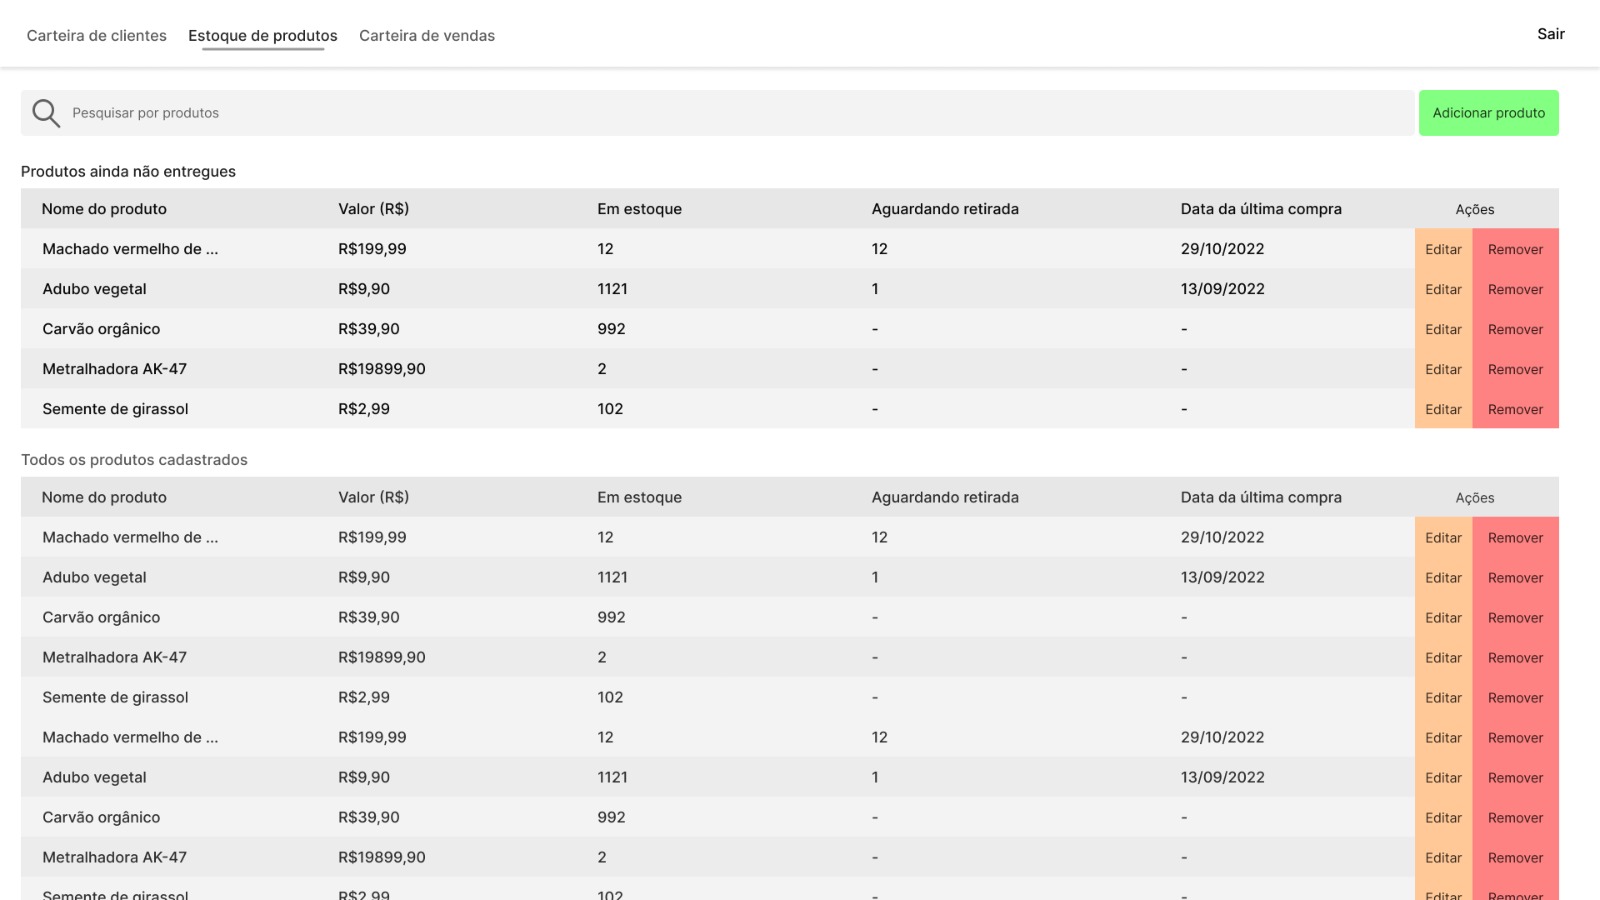 Carteira de clientes Estoque de produtos Carteira de vendas Sair
Pesquisar por produtos Adicionar produto
Produtos ainda não entregues
Nome do produto Valor (R$) Em estoque Aguardando retirada Data da última compra Ações
Machado vermelho de ... R$199,99 12 12 29/10/2022 Editar Remover
Adubo vegetal R$9,90 1121 1 13/09/2022 Editar Remover
Carvão orgânico R$39,90 992 - - Editar Remover
Metralhadora AK-47 R$19899,90 2 - - Editar Remover
Semente de girassol R$2,99 102 - - Editar Remover
Todos os produtos cadastrados
Nome do produto Valor (R$) Em estoque Aguardando retirada Data da última compra Ações
Machado vermelho de ... R$199,99 12 12 29/10/2022 Editar Remover
Adubo vegetal R$9,90 1121 1 13/09/2022 Editar Remover
Carvão orgânico R$39,90 992 - - Editar Remover
Metralhadora AK-47 R$19899,90 2 - - Editar Remover
Semente de girassol R$2,99 102 - - Editar Remover
Machado vermelho de ... R$199,99 12 12 29/10/2022 Editar Remover
Adubo vegetal R$9,90 1121 1 13/09/2022 Editar Remover
Carvão orgânico R$39,90 992 - - Editar Remover
Metralhadora AK-47 R$19899,90 2 - - Editar Remover
Semente de girassol R$2,99 102 - - Editar Remover